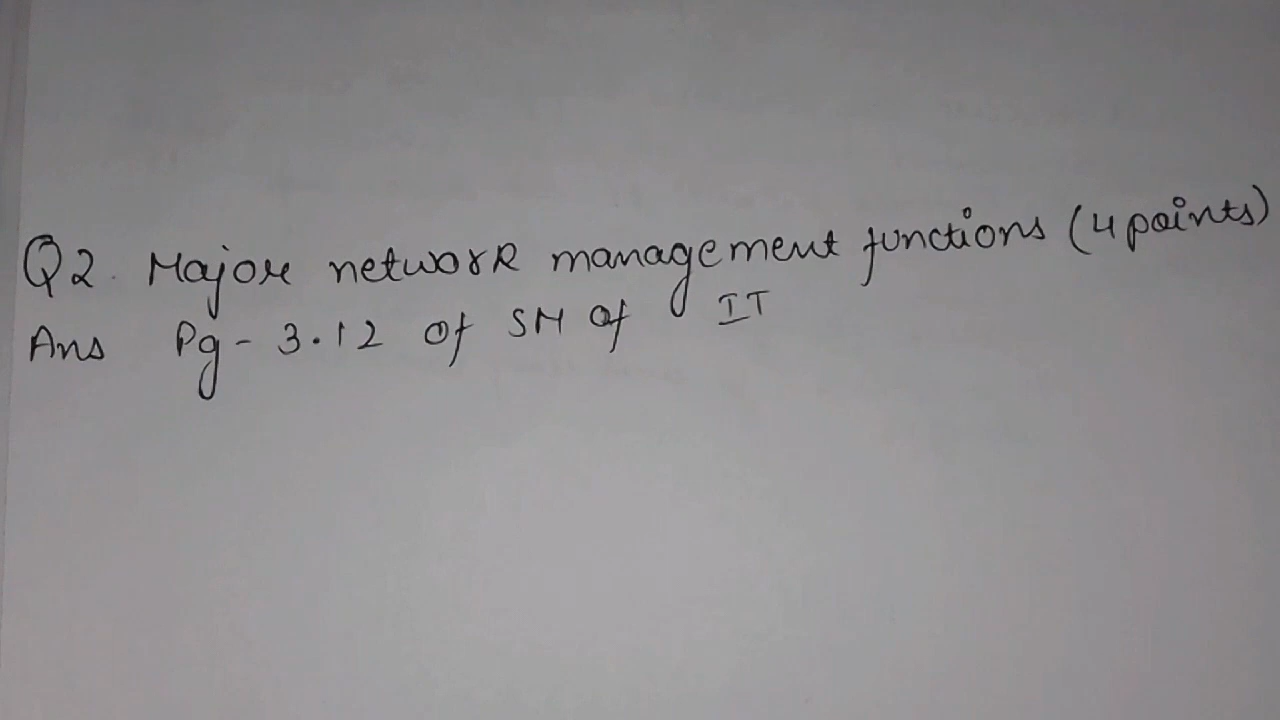 Q2. Major network management functions (4 points)
Ans Pg - 3.12 of SM of IT